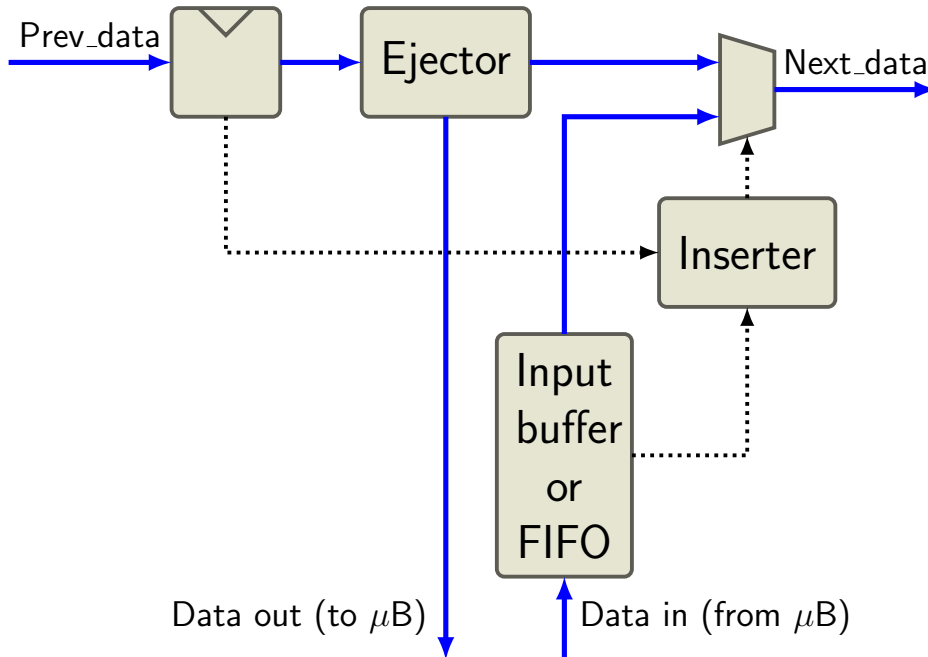 Prev_data
Ejector
Next_data
Inserter
Input
buffer
or
FIFO
Data out (to μB)
Data in (from μB)